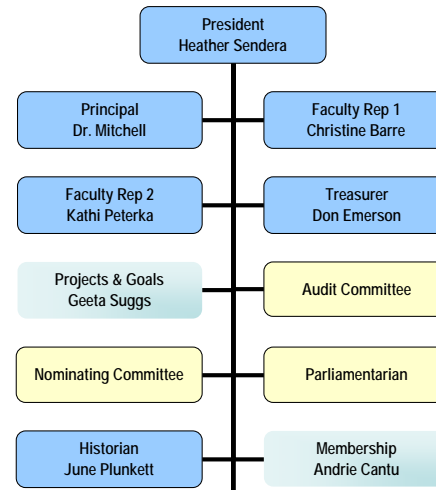 President
Heather Sendera
Principal
Dr. Mitchell
Faculty Rep 1
Christine Barre
Faculty Rep 2
Kathi Peterka
Treasurer
Don Emerson
Projects & Goals
Geeta Suggs
Audit Committee
Nominating Committee
Parliamentarian
Historian
June Plunkett
Membership
Andrie Cantu